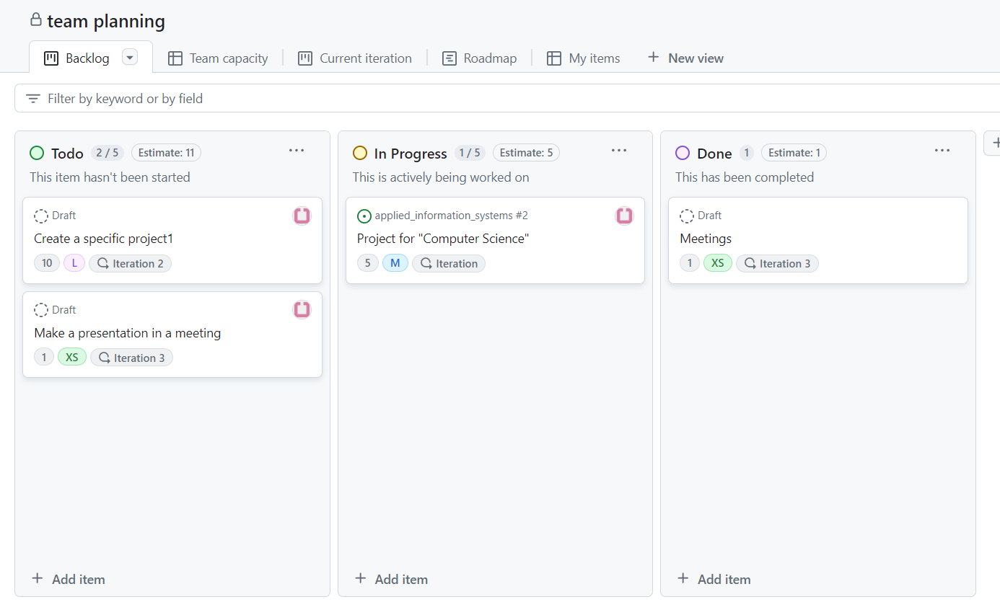 team planning
Backlog Team capacity Current iteration Roadmap My items New view
Filter by keyword or by field
Todo 2 / 5 Estimate: 11
This item hasn't been started
Draft
Create a specific project1
10 L Iteration 2
Draft
Make a presentation in a meeting
1 XS Iteration 3
Add item
In Progress 1 / 5 Estimate: 5
This is actively being worked on
applied_information_systems #2
Project for "Computer Science"
5 M Iteration
Add item
Done 1 Estimate: 1
This has been completed
Draft
Meetings
1 XS Iteration 3
Add item